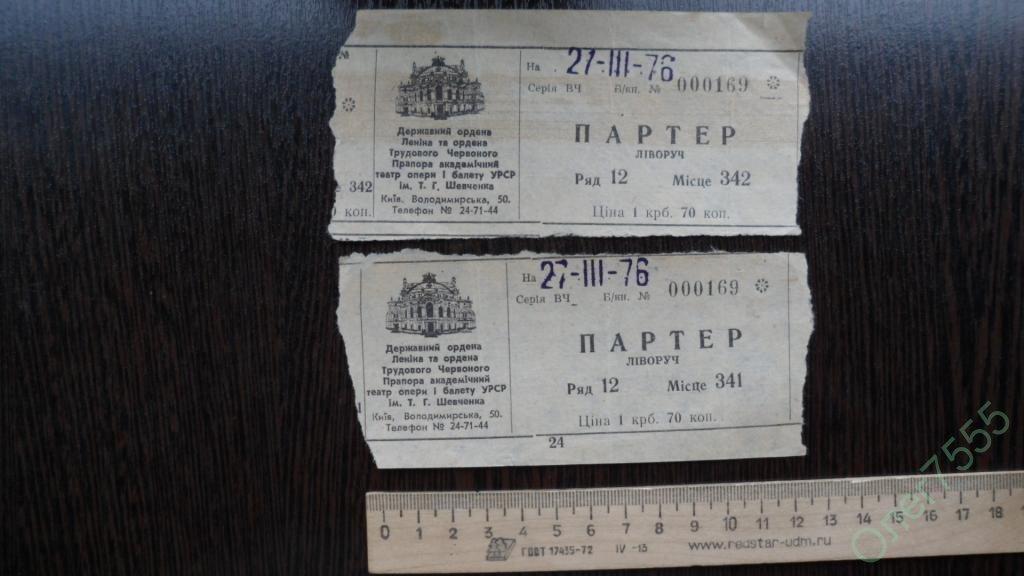 №
342
коп.
Державний ордена
Леніна та ордена
Трудового Червоного
Прапора академічний
театр опери і балету УРСР
ім. Т. Г. Шевченка
Київ, Володимирська, 50.
Телефон № 24-71-44
На 27-III-76
Серія ВЧ Б/кп. № 000169
ПАРТЕР
ЛІВОРУЧ
Ряд 12 Місце 342
Ціна 1 крб. 70 коп.
Державний ордена
Леніна та ордена
Трудового Червоного
Прапора академічний
театр опери і балету УРСР
ім. Т. Г. Шевченка
Київ, Володимирська, 50.
Телефон № 24-71-44
На 27-III-76
Серія ВЧ Б/кп. № 000169
ПАРТЕР
ЛІВОРУЧ
Ряд 12 Місце 341
Ціна 1 крб. 70 коп.
24
0 1 2 3 4 5 6 7 8 9 10 11 12 13 14 15 16 17 18
ГОСТ 17435-72 IV -13 www.redstar-udm.ru
Олег7555